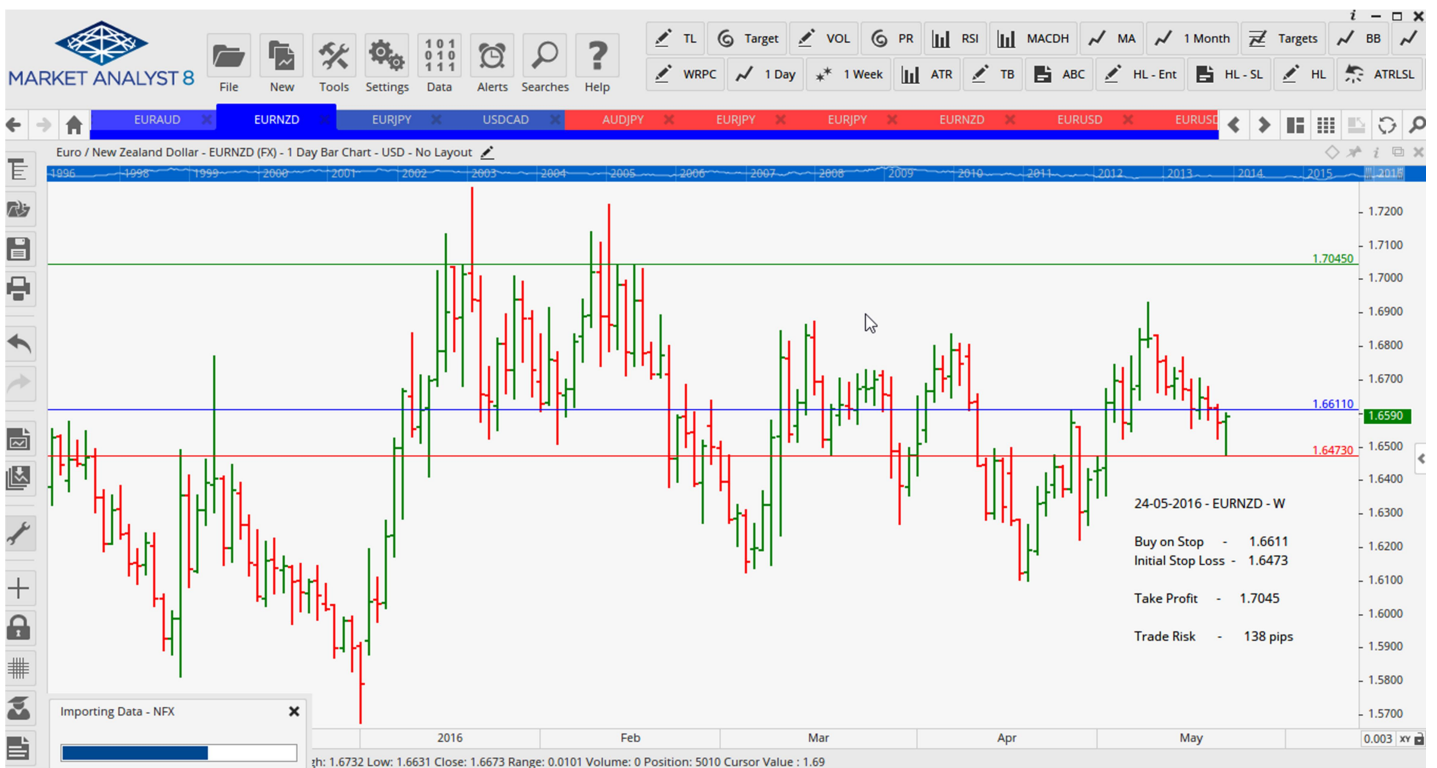 MARKET ANALYST 8
File New Tools Settings Data Alerts Searches Help
101
010
111
TL Target VOL PR RSI MACDH MA 1 Month Targets BB
WRPC 1 Day 1 Week ATR TB ABC HL - Ent HL - SL HL ATRLSL
EURAUD EURNZD EURJPY USDCAD AUDJPY EURJPY EURJPY EURNZD EURUSD EURUSD
Euro / New Zealand Dollar - EURNZD (FX) - 1 Day Bar Chart - USD - No Layout
1996 1998 1999 2000 2001 2002 2003 2004 2005 2006 2007 2008 2009 2010 2011 2012 2013 2014 2015
1.7200
1.7100
1.70450
1.7000
1.6900
1.6800
1.6700
1.66110
1.6590
1.6500
1.64730
1.6400
1.6300
1.6200
1.6100
1.6000
1.5900
1.5800
1.5700
24-05-2016 - EURNZD - W
Buy on Stop - 1.6611
Initial Stop Loss - 1.6473
Take Profit - 1.7045
Trade Risk - 138 pips
Importing Data - NFX
2016 Feb Mar Apr May
0.003 XY
gh: 1.6732 Low: 1.6631 Close: 1.6673 Range: 0.0101 Volume: 0 Position: 5010 Cursor Value : 1.69